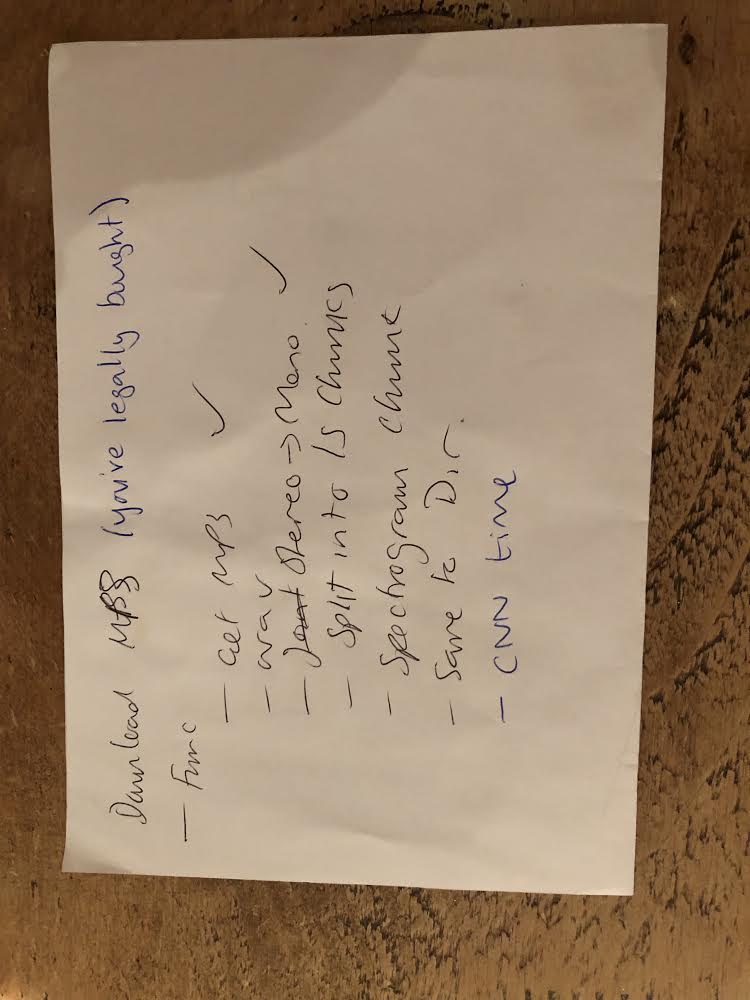 Download MP3 (you've legally bought)
- Func
- Get MP3 ✓
- wav
- Joint Stereo -> Mono. ✓
- Split into 1s chunks
- Spectrogram chunk
- Save to Dir.
- CNN time